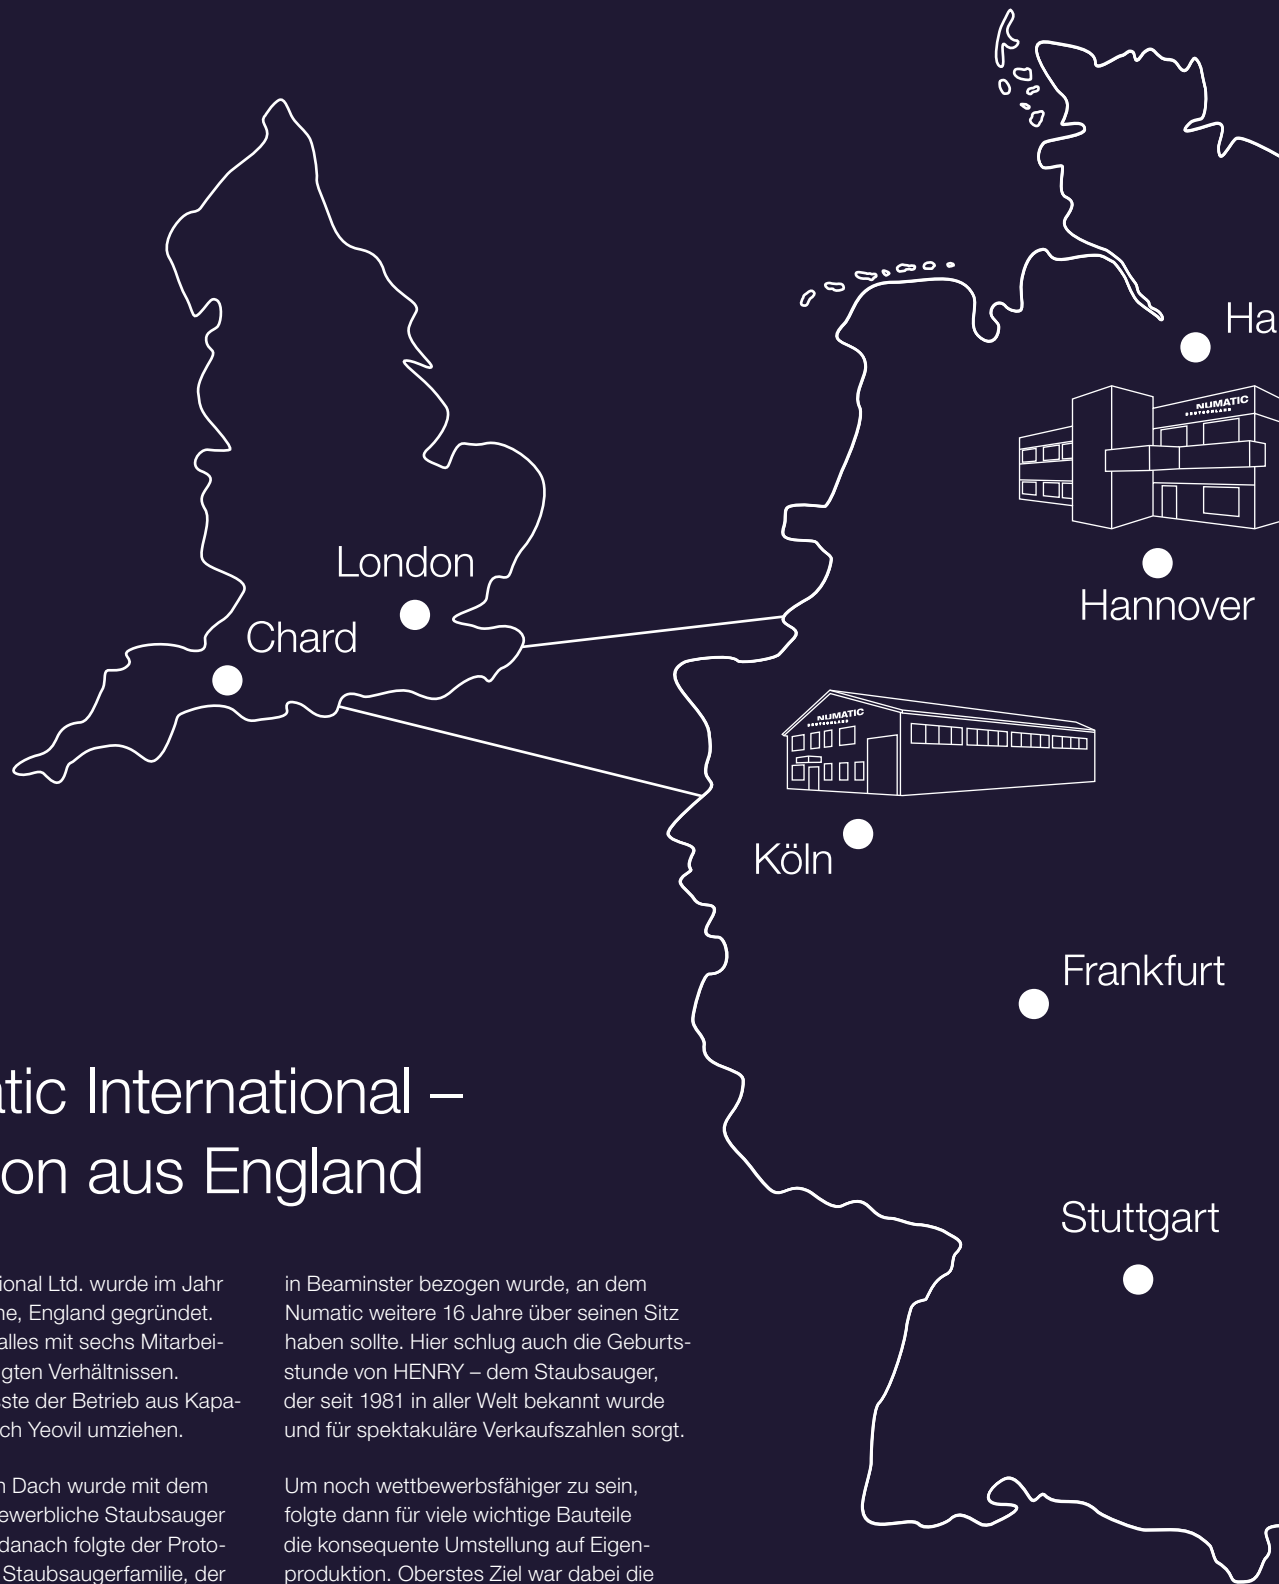 Ha
NUMATIC
DEUTSCHLAND
London
Hannover
Chard
NUMATIC
DEUTSCHLAND
Köln
Frankfurt
Stuttgart
tic International –
on aus England
ional Ltd. wurde im Jahr
ne, England gegründet.
alles mit sechs Mitarbei-
gten Verhältnissen.
sste der Betrieb aus Kapa-
ch Yeovil umziehen.
n Dach wurde mit dem
ewerbliche Staubsauger
danach folgte der Proto-
Staubsaugerfamilie, der
in Beaminster bezogen wurde, an dem
Numatic weitere 16 Jahre über seinen Sitz
haben sollte. Hier schlug auch die Geburts-
stunde von HENRY – dem Staubsauger,
der seit 1981 in aller Welt bekannt wurde
und für spektakuläre Verkaufszahlen sorgt.
Um noch wettbewerbsfähiger zu sein,
folgte dann für viele wichtige Bauteile
die konsequente Umstellung auf Eigen-
produktion. Oberstes Ziel war dabei die